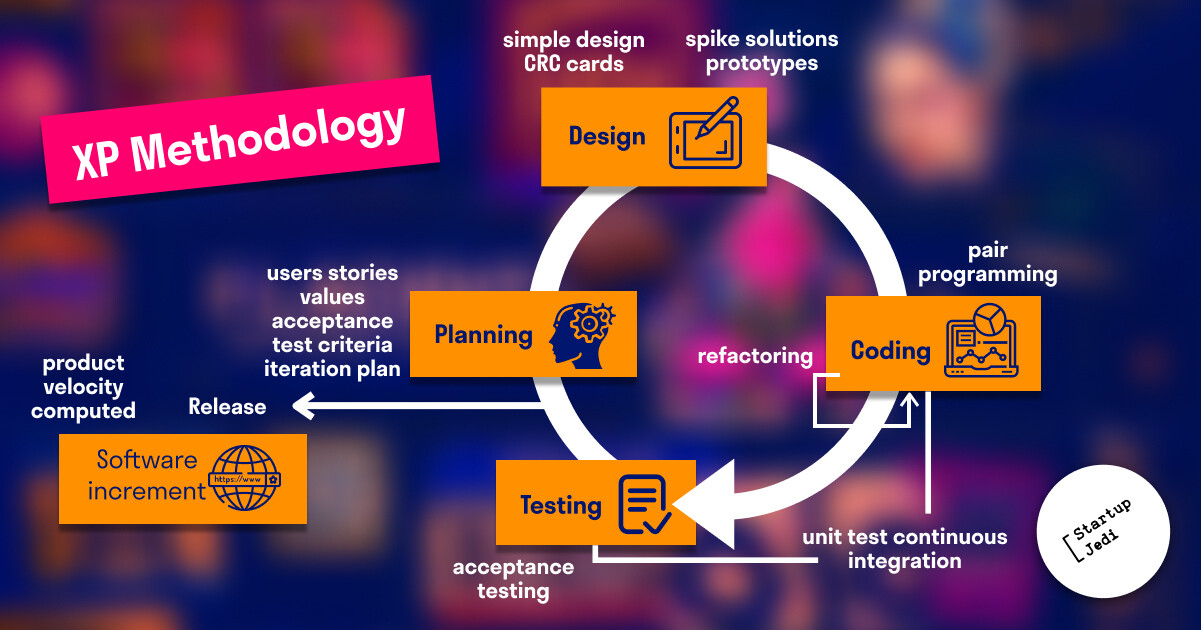 XP Methodology
simple design
CRC cards
spike solutions
prototypes
Design
pair
programming
Coding
refactoring
users stories
values
acceptance
test criteria
iteration plan
Planning
product
velocity
computed
Release
Software
increment
https://www
Testing
acceptance
testing
unit test continuous
integration
Startup
Jedi